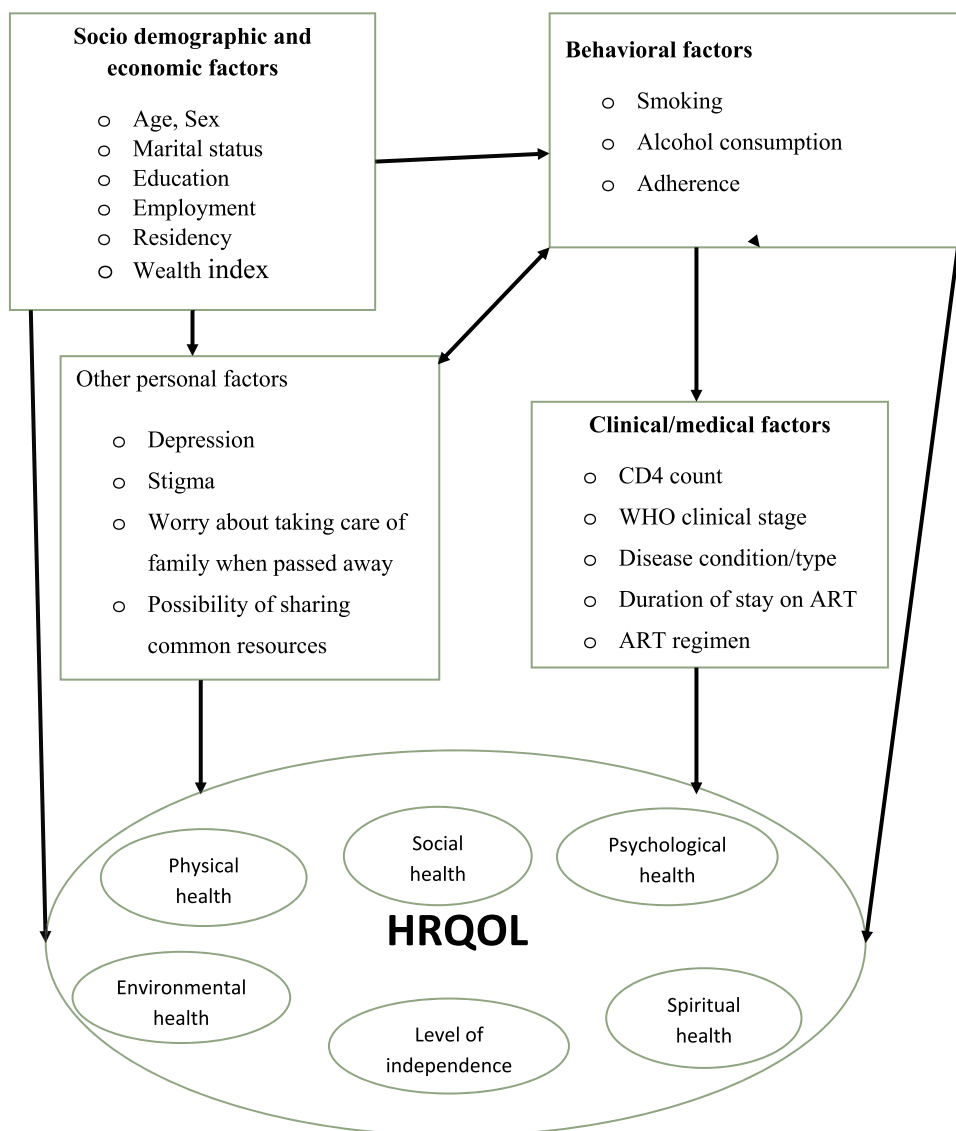 Socio demographic and
economic factors
o Age, Sex
o Marital status
o Education
o Employment
o Residency
o Wealth index
Behavioral factors
o Smoking
o Alcohol consumption
o Adherence
Other personal factors
o Depression
o Stigma
o Worry about taking care of
family when passed away
o Possibility of sharing
common resources
Clinical/medical factors
o CD4 count
o WHO clinical stage
o Disease condition/type
o Duration of stay on ART
o ART regimen
Physical
health
Social
health
Psychological
health
HRQOL
Environmental
health
Level of
independence
Spiritual
health